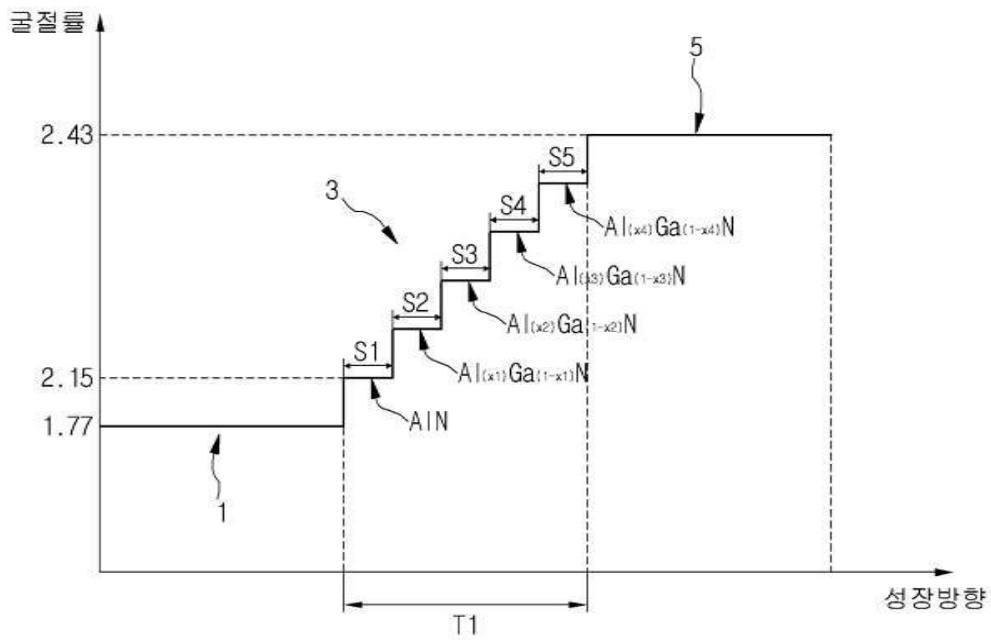 굴절률
5
2.43
S5
3
S4
Al(x4)Ga(1-x4)N
S3
Al(x3)Ga(1-x3)N
S2
Al(x2)Ga(1-x2)N
S1
2.15
Al(x1)Ga(1-x1)N
1.77
AlN
1
성장방향
T1